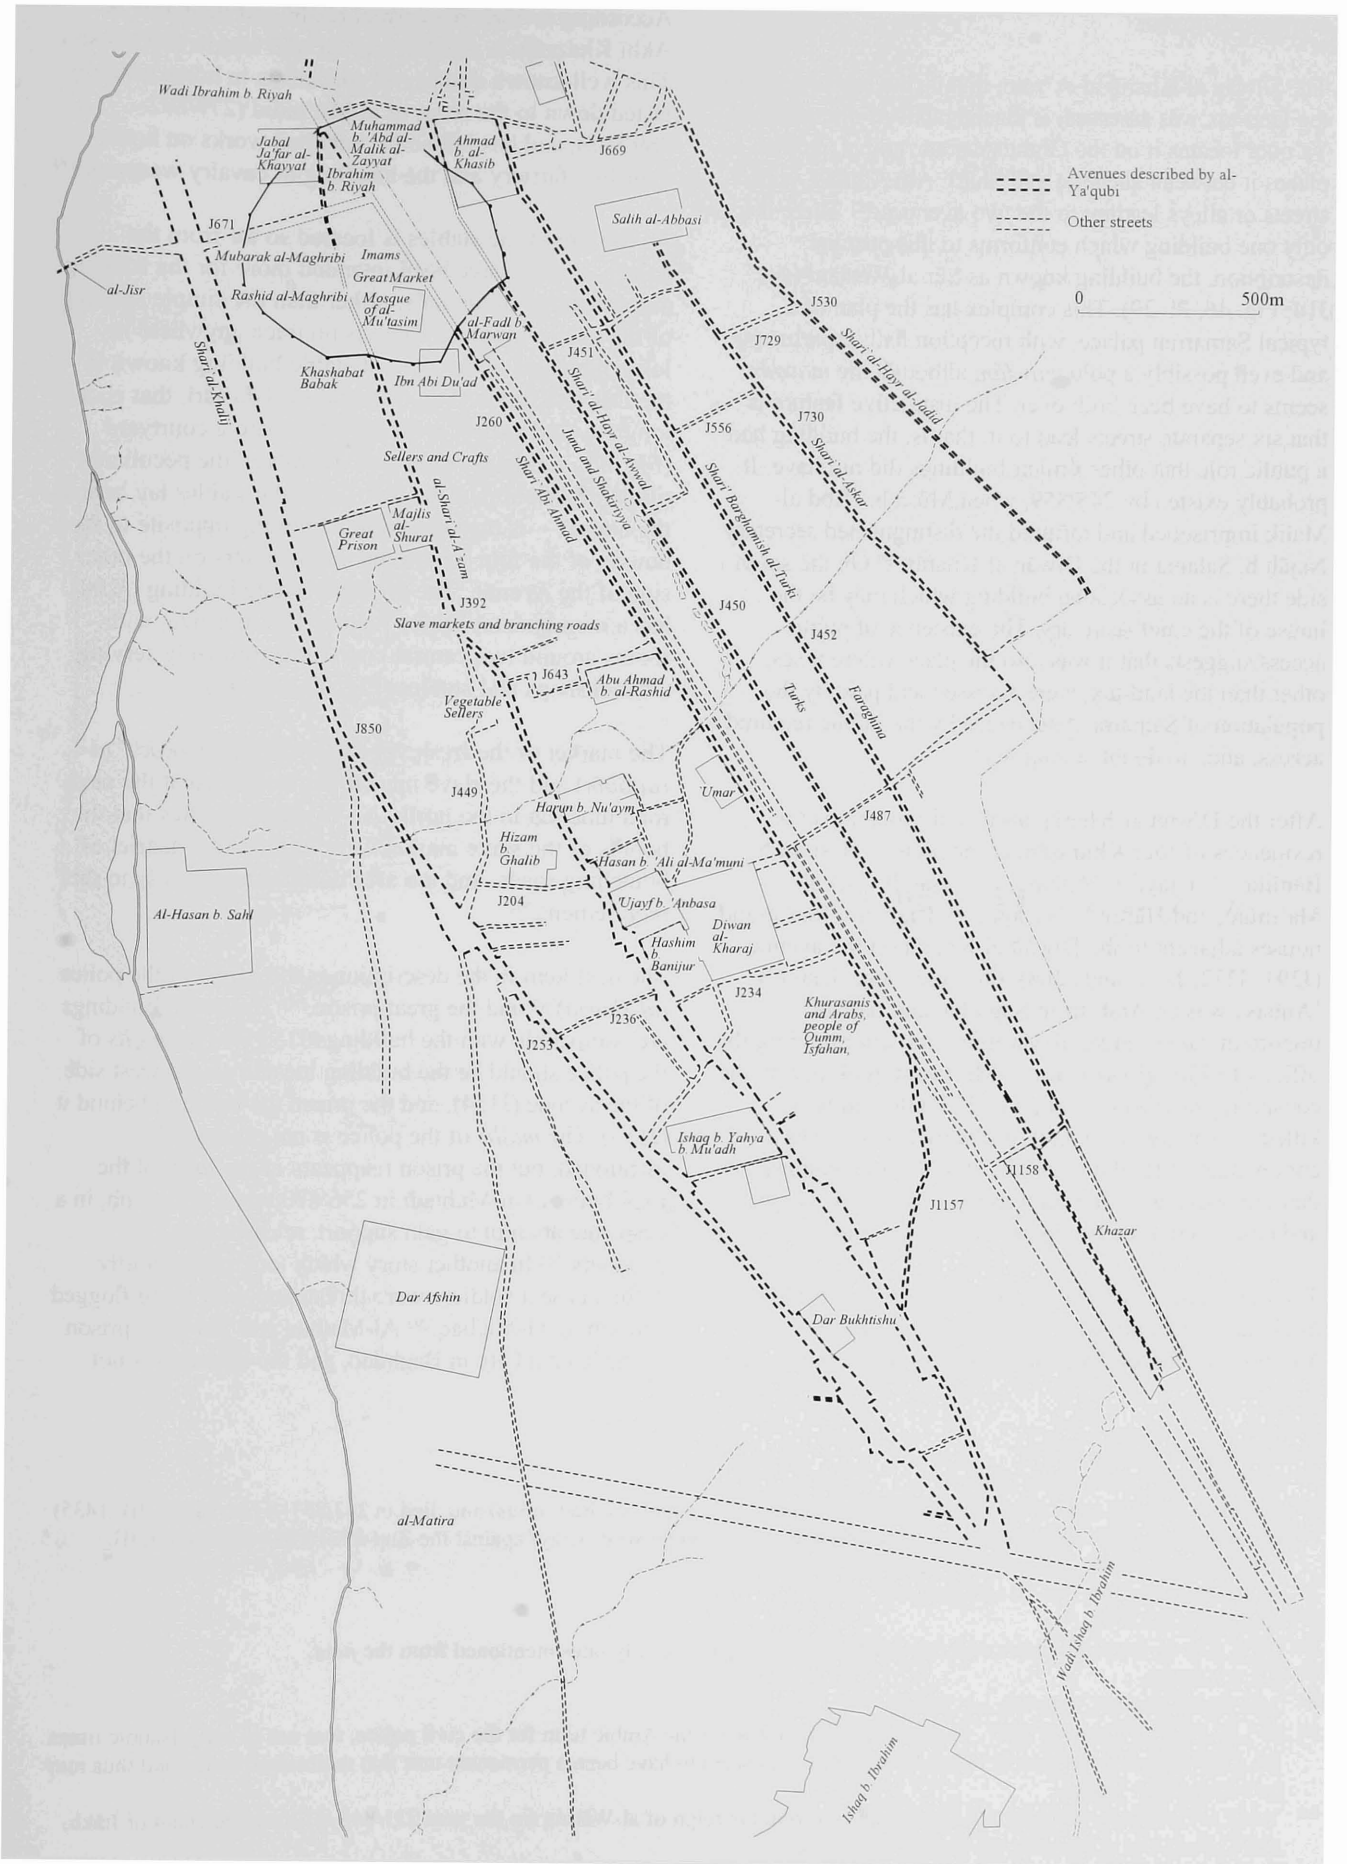 Wadi Ibrahim b. Riyah
Jabal
Ja'far al-
Khayyat
Muhammad
b. 'Abd al-
Malik al-
Zayyat
Ibrahim
b. Riyah
Ahmad
b. al-
Khasib
J669
Avenues described by al-
Ya'qubi
Other streets
Salih al-Abbasi
J671
Mubarak al-Maghribi
Imams
Great Market
al-Jisr
Rashid al-Maghribi
Mosque
of al-
Mu'tasim
al-Fadl b.
Marwan
0
500m
J530
J729
J451
Khashabat
Babak
Ibn Abi Du'ad
Shari' al-Khalij
J260
J556
J730
Shari' al-Hayr al-Jadid
Shari' al-Hayr al-Awwal
Jund and Shakiriyya
Shari' Abi Ahmad
Shari' Barghamish al-Turki
Shari' al-Askar
Sellers and Crafts
al-Shari' al-A'zam
Great
Prison
Majlis
al-
Shurat
J392
Slave markets and branching roads
J450
J452
J643
Abu Ahmad
b. al-Rashid
Vegetable
Sellers
Turks
Faraghina
J850
J449
Harun b. Nu'aym
Umar
J487
Hizam
b.
Ghalib
Hasan b. 'Ali al-Ma'muni
J204
'Ujayf b. 'Anbasa
Al-Hasan b. Sahl
Hashim
b.
Banijur
Diwan
al-
Kharaj
J234
J236
J253
Khurasanis
and Arabs,
people of
Qumm,
Isfahan,
Ishaq b. Yahya
b. Mu'adh
J1158
J1157
Khazar
Dar Afshin
Dar Bukhtishu
al-Matira
Wadi Ishaq b. Ibrahim
Ishaq b. Ibrahim